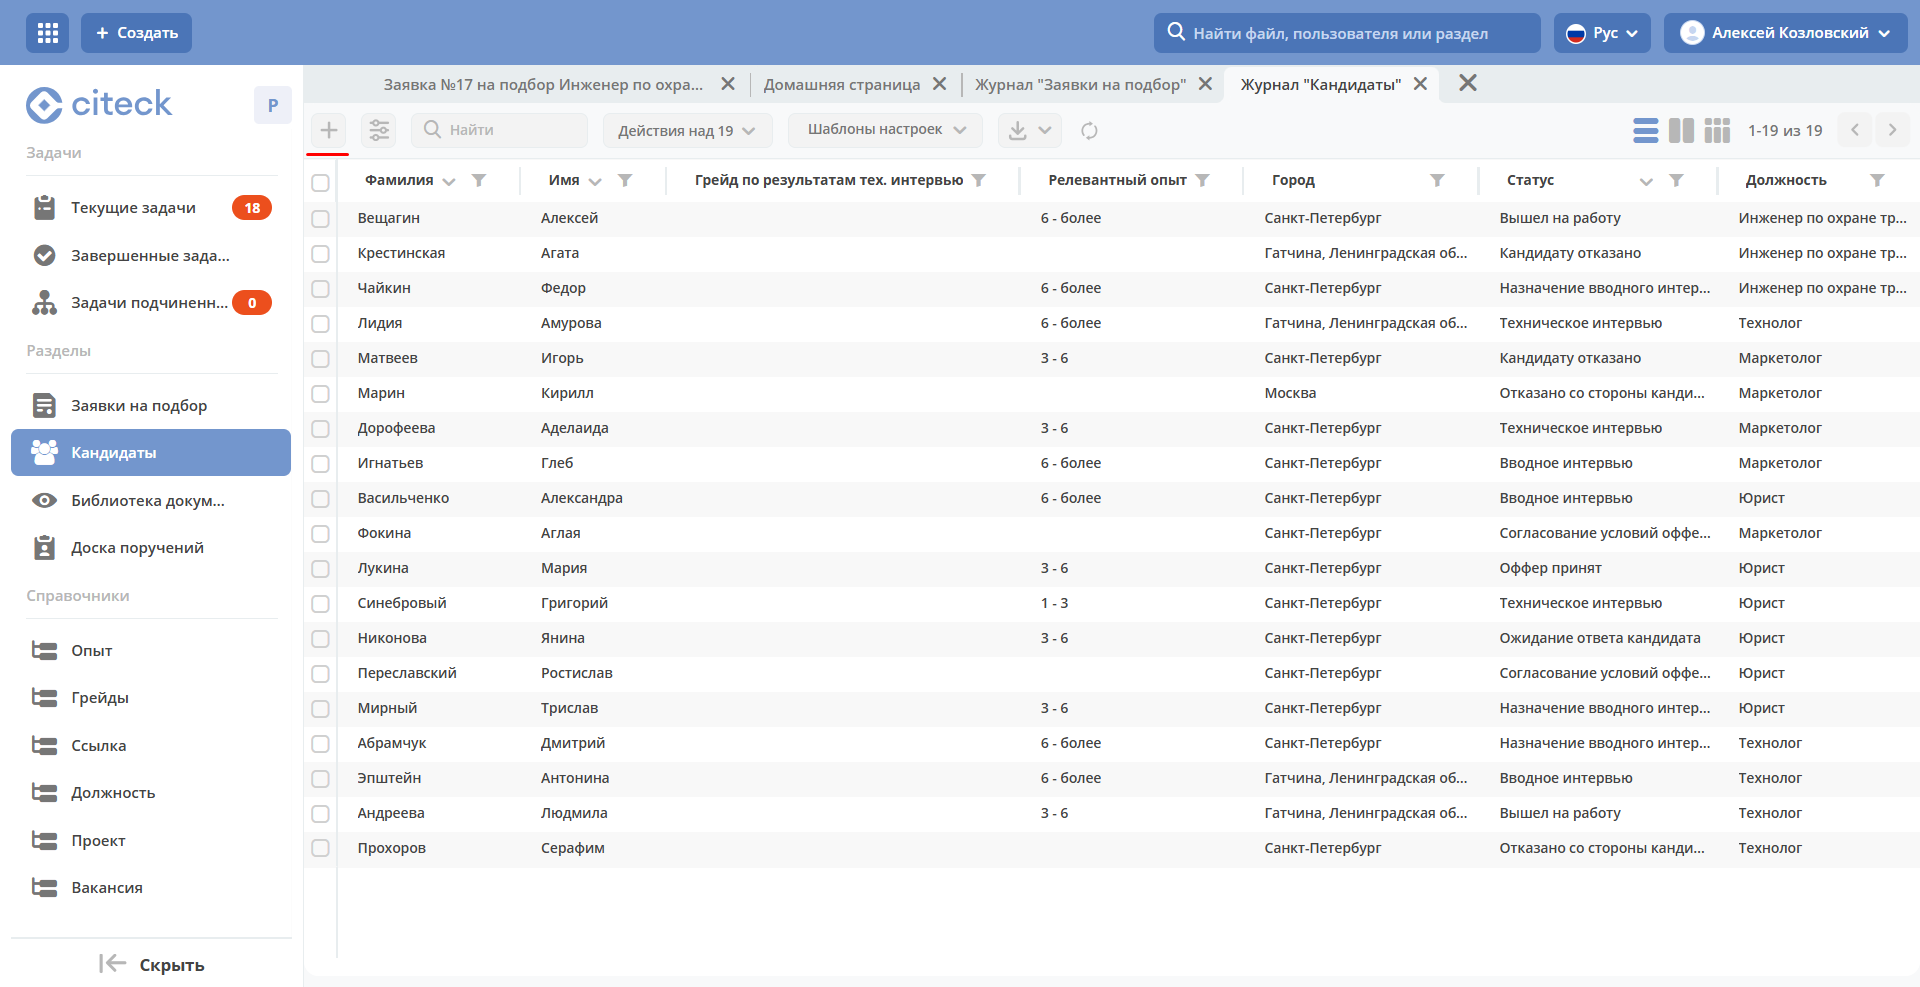 + Создать
Найти файл, пользователя или раздел
Рус
Алексей Козловский
citeck
P
Задачи
Текущие задачи 18
Завершенные зада...
Задачи подчиненн... 0
Разделы
Заявки на подбор
Кандидаты
Библиотека докум...
Доска поручений
Справочники
Опыт
Грейды
Ссылка
Должность
Проект
Вакансия
Скрыть
Заявка №17 на подбор Инженер по охра... Домашняя страница Журнал "Заявки на подбор" Журнал "Кандидаты"
Найти Действия над 19 Шаблоны настроек 1-19 из 19
Фамилия Имя Грейд по результатам тех. интервью Релевантный опыт Город Статус Должность
Вещагин Алексей 6 - более Санкт-Петербург Вышел на работу Инженер по охране тр...
Крестинская Агата Гатчина, Ленинградская об... Кандидату отказано Инженер по охране тр...
Чайкин Федор 6 - более Санкт-Петербург Назначение вводного интер... Инженер по охране тр...
Лидия Амурова 6 - более Гатчина, Ленинградская об... Техническое интервью Технолог
Матвеев Игорь 3 - 6 Санкт-Петербург Кандидату отказано Маркетолог
Марин Кирилл Москва Отказано со стороны канди... Маркетолог
Дорофеева Аделаида 3 - 6 Санкт-Петербург Техническое интервью Маркетолог
Игнатьев Глеб 6 - более Санкт-Петербург Вводное интервью Маркетолог
Васильченко Александра 6 - более Санкт-Петербург Вводное интервью Юрист
Фокина Аглая Санкт-Петербург Согласование условий оффе... Маркетолог
Лукина Мария 3 - 6 Санкт-Петербург Оффер принят Юрист
Синебровый Григорий 1 - 3 Санкт-Петербург Техническое интервью Юрист
Никонова Янина 3 - 6 Санкт-Петербург Ожидание ответа кандидата Юрист
Переславский Ростислав Санкт-Петербург Согласование условий оффе... Юрист
Мирный Трислав 3 - 6 Санкт-Петербург Назначение вводного интер... Юрист
Абрамчук Дмитрий 6 - более Санкт-Петербург Назначение вводного интер... Технолог
Эпштейн Антонина 6 - более Гатчина, Ленинградская об... Вводное интервью Технолог
Андреева Людмила 3 - 6 Гатчина, Ленинградская об... Вышел на работу Технолог
Прохоров Серафим Санкт-Петербург Отказано со стороны канди... Технолог